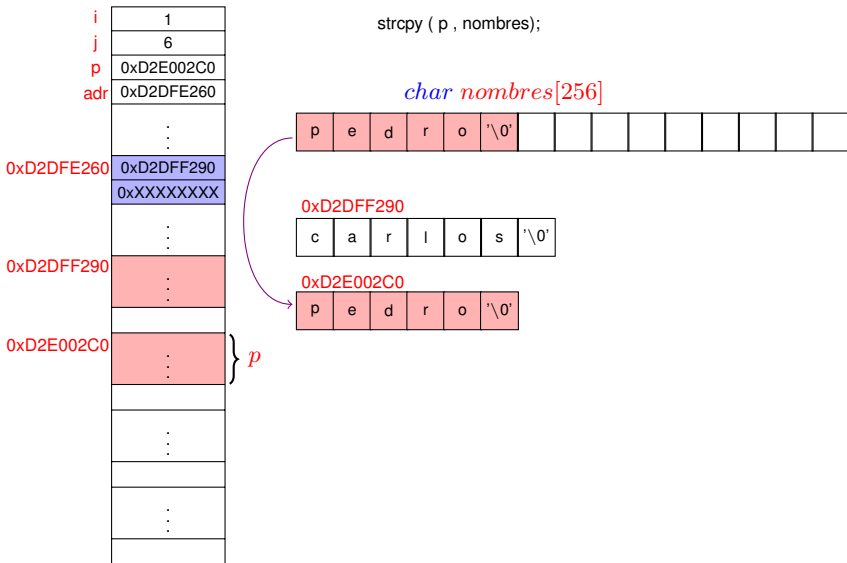 i 1
j 6
p 0xD2E002C0
adr 0xD2DFE260
strcpy ( p , nombres);
char nombres[256]
p e d r o '\0'
0xD2DFE260 0xD2DFF290
0xXXXXXXXX
0xD2DFF290
c a r l o s '\0'
0xD2DFF290
0xD2E002C0
p e d r o '\0'
0xD2E002C0
p